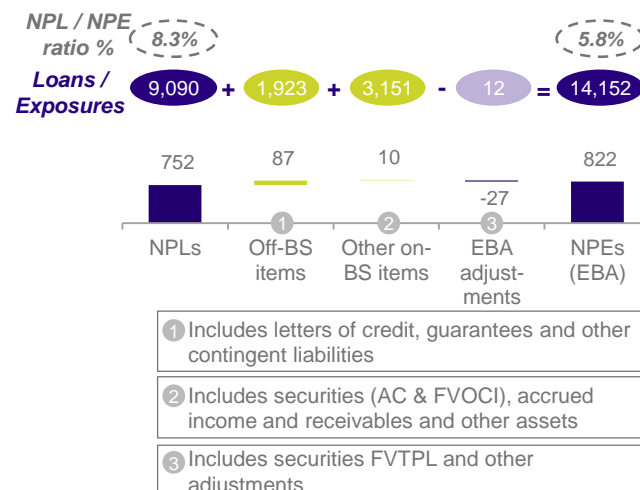 NPL / NPE
ratio %
8.3%
5.8%
Loans /
Exposures
9,090 + 1,923 + 3,151 - 12 = 14,152
752
87
10
-27
822
1 2 3
NPLs
Off-BS
items
Other on-
BS items
EBA
adjust-
ments
NPEs
(EBA)
1 Includes letters of credit, guarantees and other
contingent liabilities
2 Includes securities (AC & FVOCI), accrued
income and receivables and other assets
3 Includes securities FVTPL and other
adjustments